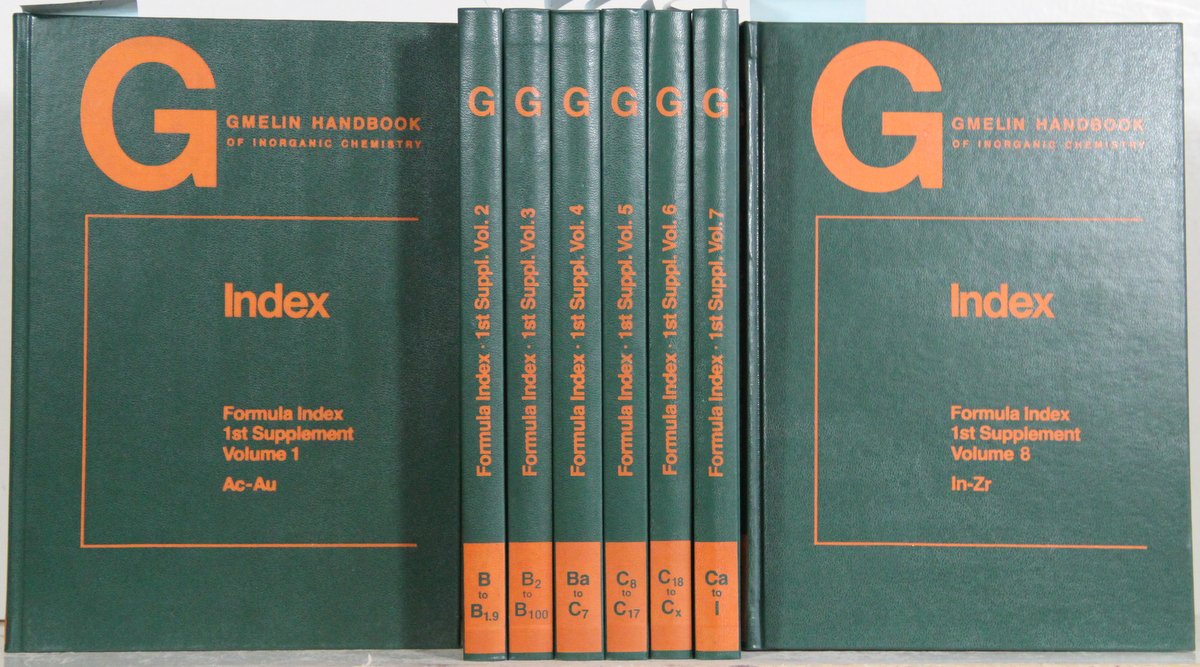 G
GMELIN HANDBOOK
OF INORGANIC CHEMISTRY
Index
Formula Index
1st Supplement
Volume 1
Ac-Au
G
Formula Index · 1st Suppl. Vol. 2
B
to
B1.9
G
Formula Index · 1st Suppl. Vol. 3
B2
to
B100
G
Formula Index · 1st Suppl. Vol. 4
Ba
to
C7
G
Formula Index · 1st Suppl. Vol. 5
C8
to
C17
G
Formula Index · 1st Suppl. Vol. 6
C18
to
Cx
G
Formula Index · 1st Suppl. Vol. 7
Ca
to
I
G
GMELIN HANDBOOK
OF INORGANIC CHEMISTRY
Index
Formula Index
1st Supplement
Volume 8
In-Zr